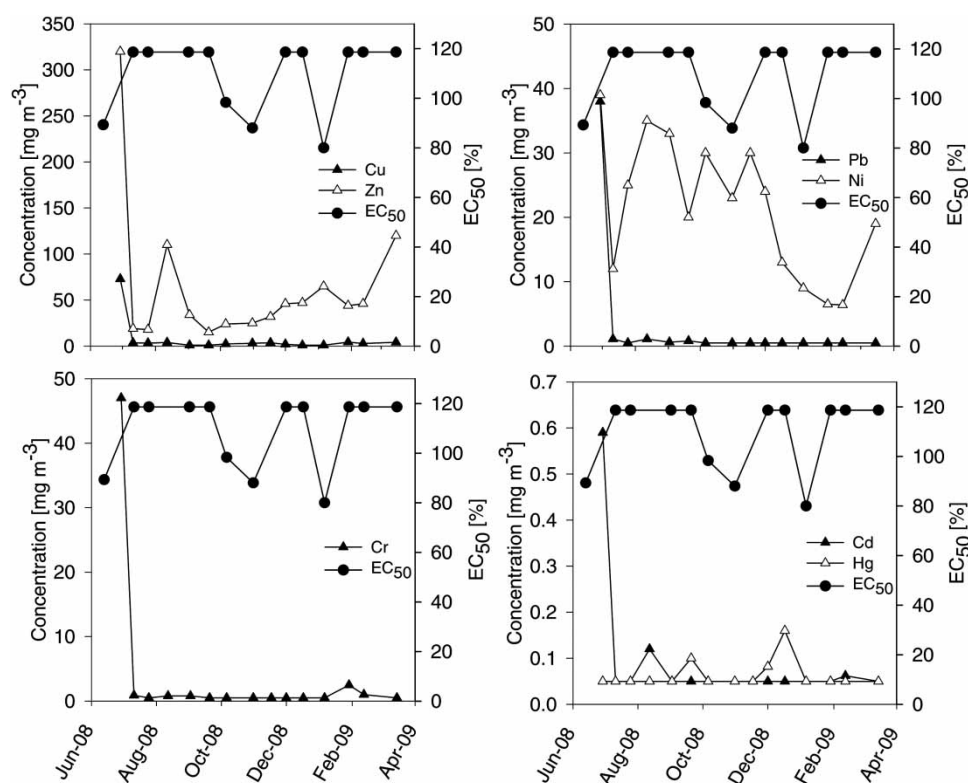 350
300
250
200
150
100
50
0
Concentration [mg m-3]
120
100
80
60
40
20
0
EC50 [%]
Cu
Zn
EC50
50
40
30
20
10
0
Concentration [mg m-3]
120
100
80
60
40
20
0
EC50 [%]
Pb
Ni
EC50
50
40
30
20
10
0
Concentration [mg m-3]
120
100
80
60
40
20
0
EC50 [%]
Cr
EC50
Jun-08
Aug-08
Oct-08
Dec-08
Feb-09
Apr-09
0.7
0.6
0.5
0.4
0.3
0.2
0.1
0.0
Concentration [mg m-3]
120
100
80
60
40
20
0
EC50 [%]
Cd
Hg
EC50
Jun-08
Aug-08
Oct-08
Dec-08
Feb-09
Apr-09